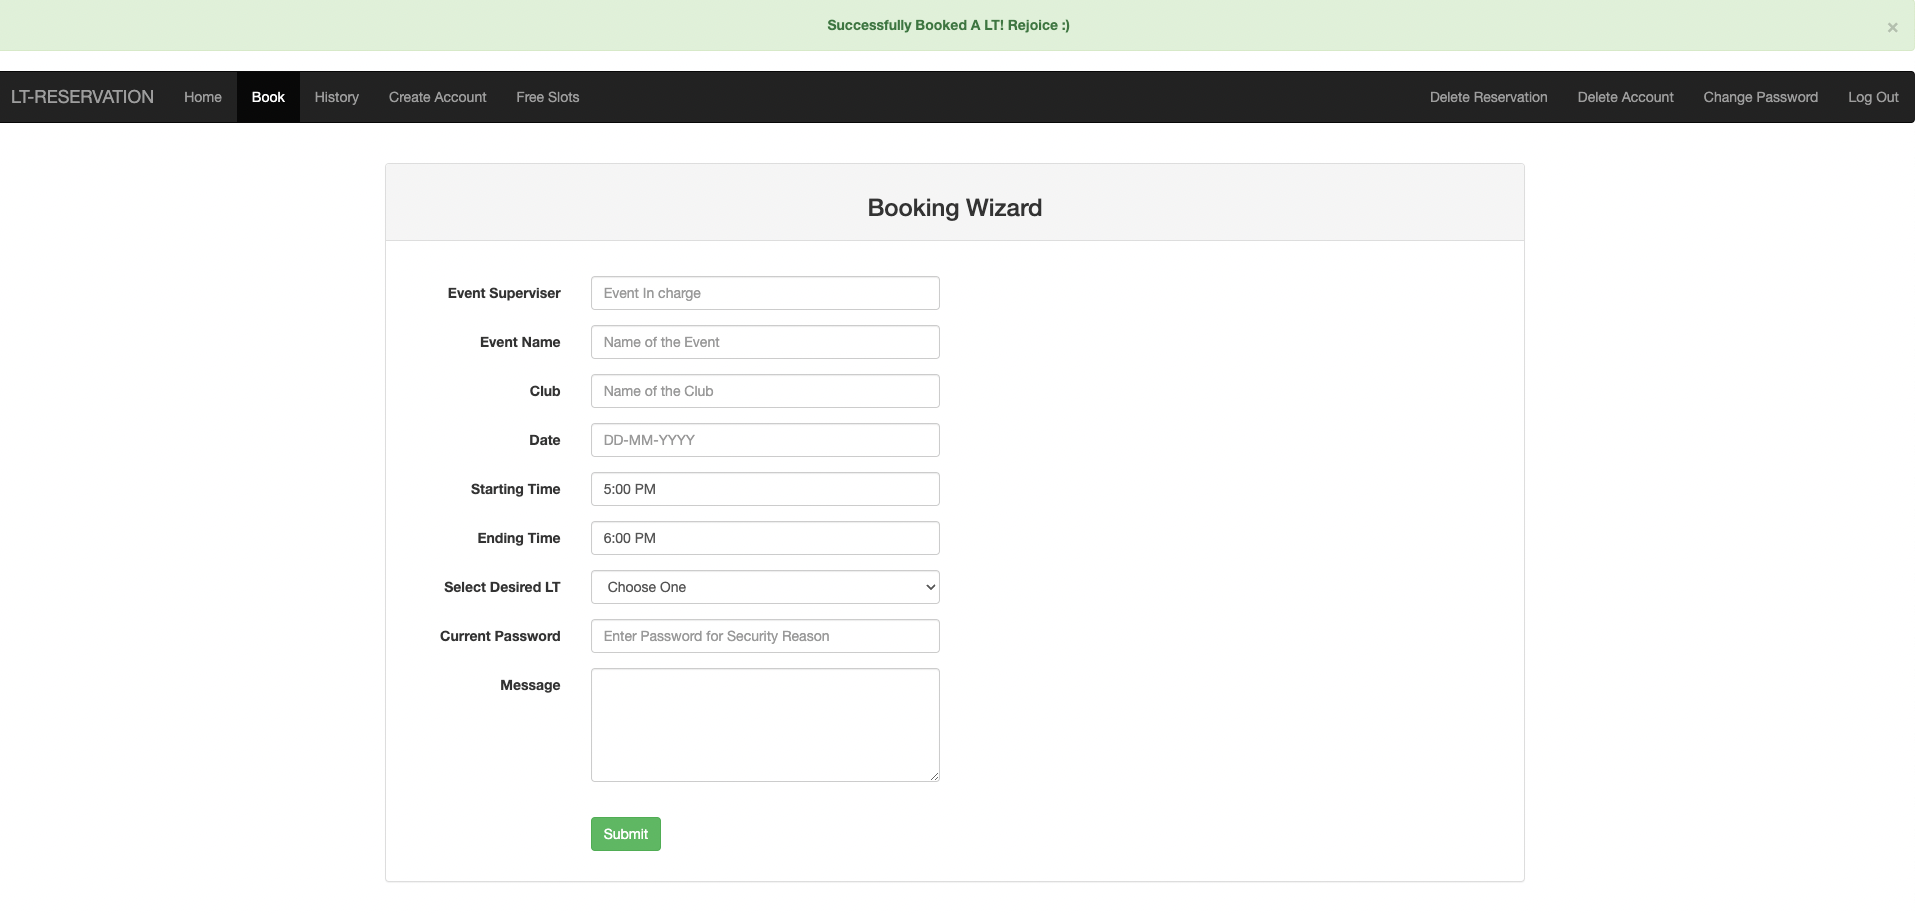 Successfully Booked A LT! Rejoice :)
×
LT-RESERVATION Home Book History Create Account Free Slots Delete Reservation Delete Account Change Password Log Out
Booking Wizard
Event Superviser Event In charge
Event Name Name of the Event
Club Name of the Club
Date DD-MM-YYYY
Starting Time 5:00 PM
Ending Time 6:00 PM
Select Desired LT Choose One
Current Password Enter Password for Security Reason
Message
Submit